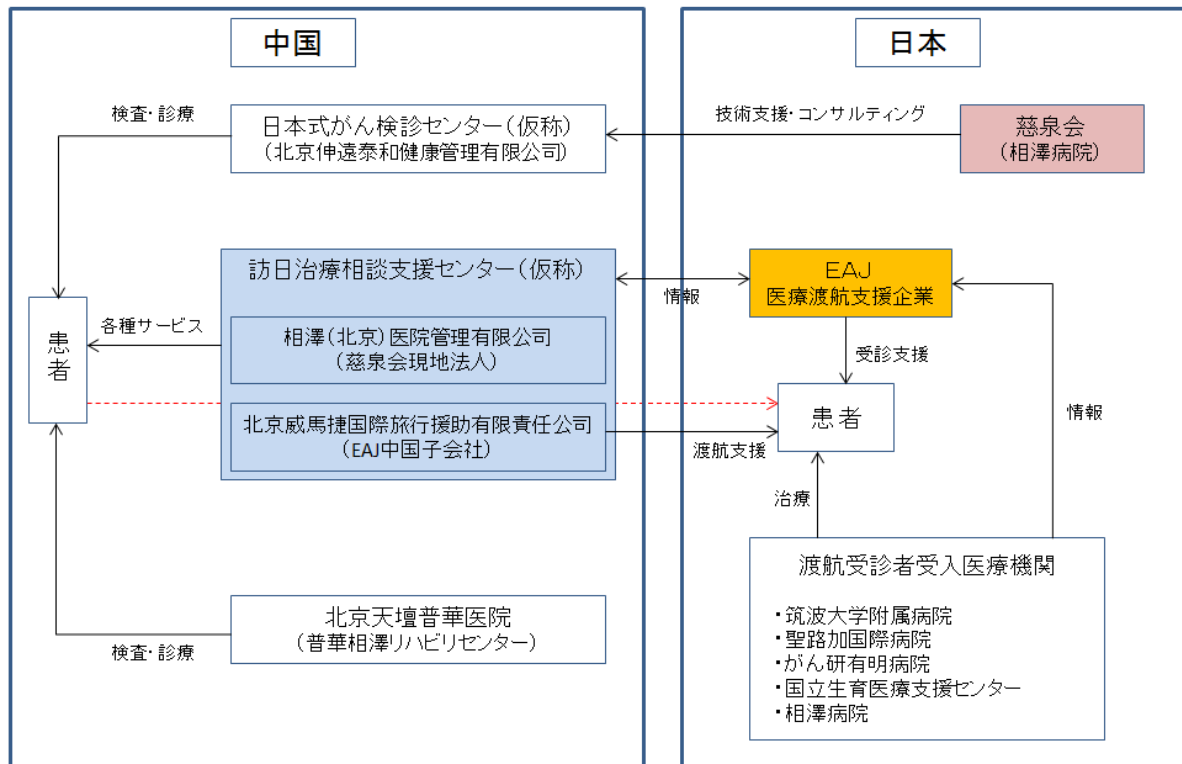 中国
日本
検査・診療
日本式がん検診センター（仮称）
（北京伸遠泰和健康管理有限公司）
技術支援・コンサルティング
慈泉会
（相澤病院）
訪日治療相談支援センター（仮称）
情報
EAJ
医療渡航支援企業
患者
各種サービス
相澤（北京）医院管理有限公司
（慈泉会現地法人）
受診支援
北京威馬捷国際旅行援助有限責任公司
（EAJ中国子会社）
渡航支援
患者
情報
治療
渡航受診者受入医療機関
・筑波大学附属病院
・聖路加国際病院
・がん研有明病院
・国立生育医療支援センター
・相澤病院
北京天壇普華医院
（普華相澤リハビリセンター）
検査・診療